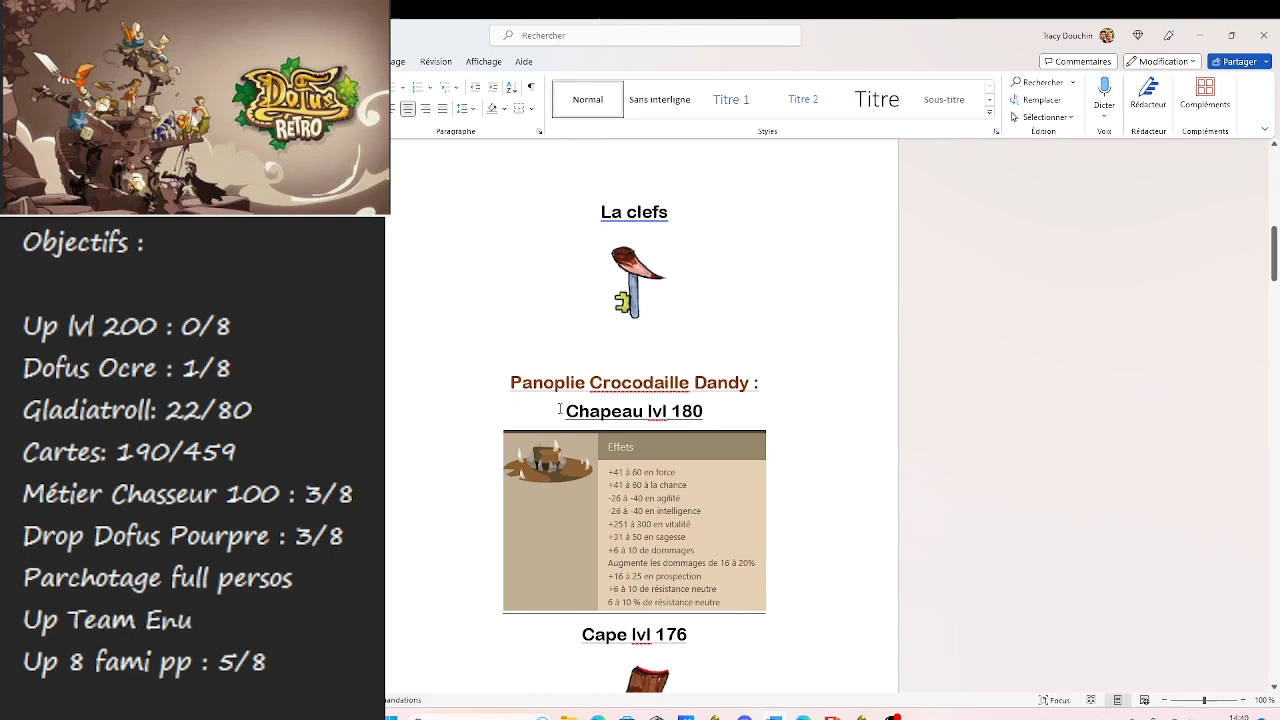 Dofus
RETRO
Objectifs :
Up lvl 200 : 0/8
Dofus Ocre : 1/8
Gladiatroll: 22/80
Cartes: 190/459
Métier Chasseur 100 : 3/8
Drop Dofus Pourpre : 3/8
Parchotage full persos
Up Team Enu
Up 8 fami pp : 5/8
Rechercher
Tracy Douchin
age Révision Affichage Aide
Commentaires
Modification
Partager
Normal
Sans interligne
Titre 1
Titre 2
Titre
Sous-titre
Rechercher
Remplacer
Sélectionner
Dicter
Rédacteur
Compléments
Paragraphe
Styles
Édition
Voix
Rédacteur
Compléments
La clefs
Panoplie Crocodaille Dandy :
Chapeau lvl 180
Effets
+41 à 60 en force
+41 à 60 à la chance
-26 à -40 en agilité
-26 à -40 en intelligence
+251 à 300 en vitalité
+31 à 50 en sagesse
+6 à 10 de dommages
Augmente les dommages de 16 à 20%
+16 à 25 en prospection
+6 à 10 de résistance neutre
6 à 10 % de résistance neutre
Cape lvl 176
andations
Focus
100 %